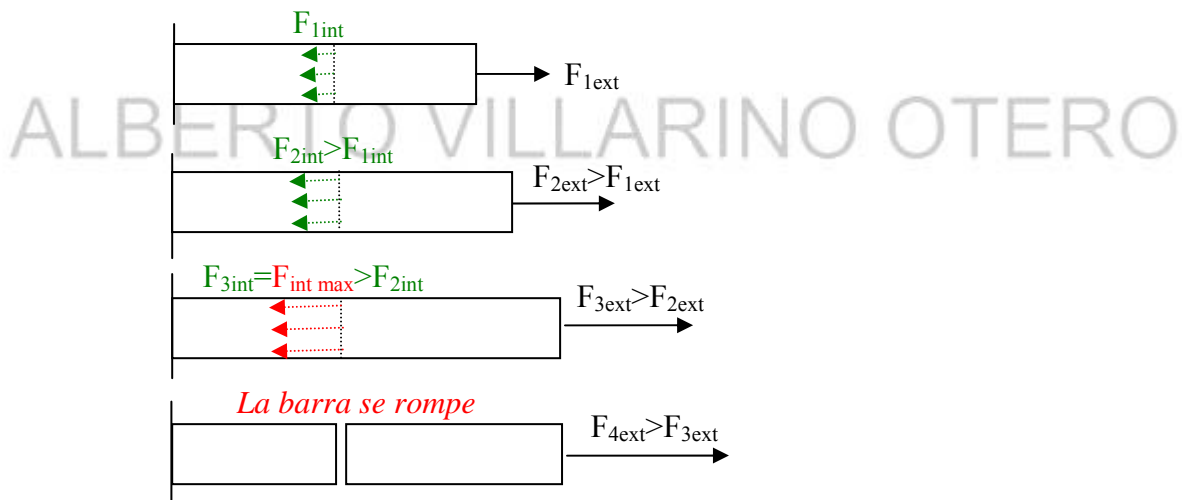 F1int
F1ext
ALBERTO VILLARINO OTERO
F2int>F1int
F2ext>F1ext
F3int=Fint max>F2int
F3ext>F2ext
La barra se rompe
F4ext>F3ext